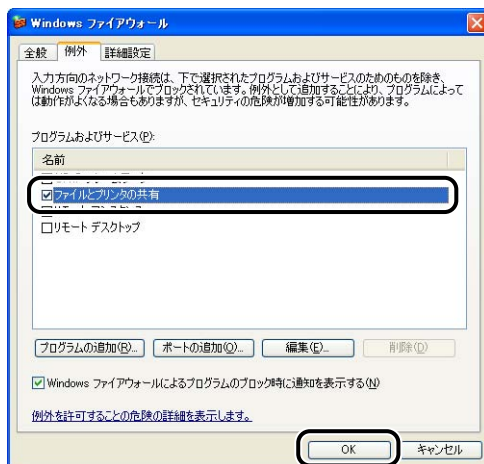 Windows ファイアウォール
全般 例外 詳細設定
入力方向のネットワーク接続は、下で選択されたプログラムおよびサービスのためのものを除き、
Windows ファイアウォールでブロックされています。例外として追加することにより、プログラムによって
は動作がよくなる場合もありますが、セキュリティの危険が増加する可能性があります。
プログラムおよびサービス(P):
名前
ファイルとプリンタの共有
リモート デスクトップ
プログラムの追加(R)... ポートの追加(O)... 編集(E)... 削除(D)
Windows ファイアウォールによるプログラムのブロック時に通知を表示する(N)
例外を許可することの危険の詳細を表示します。
OK キャンセル